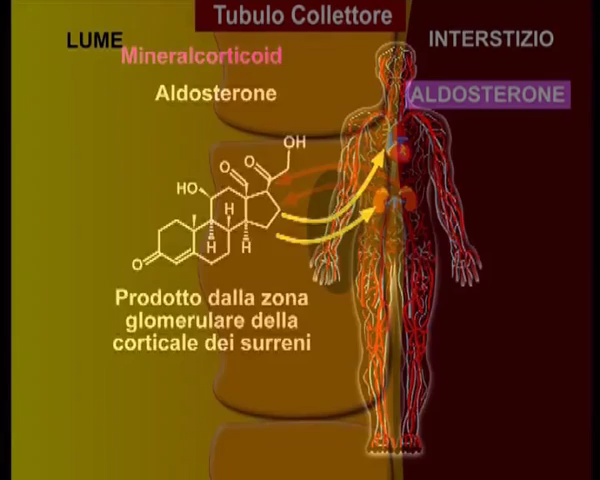 Tubulo Collettore
LUME
INTERSTIZIO
Mineralcorticoid
Aldosterone
ALDOSTERONE
OH
O
O
HO
H
H
H
O
Prodotto dalla zona
glomerulare della
corticale dei surreni